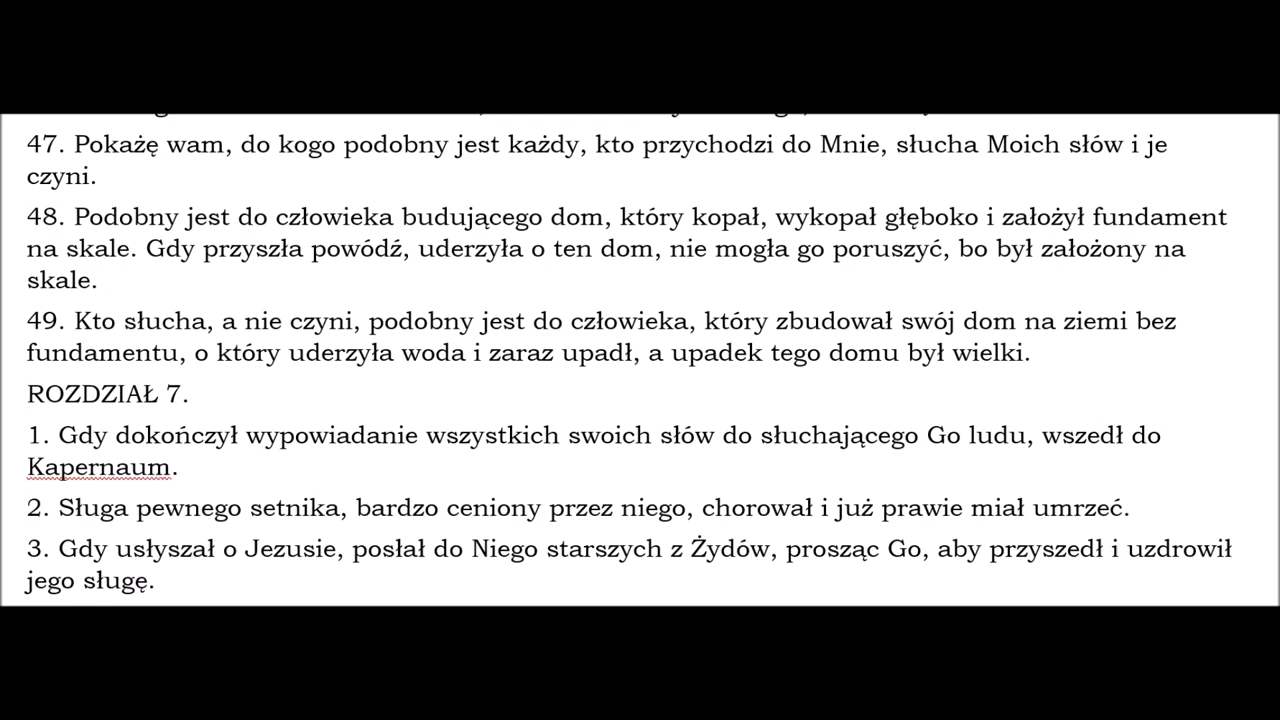 47. Pokażę wam, do kogo podobny jest każdy, kto przychodzi do Mnie, słucha Moich słów i je
czyni.
48. Podobny jest do człowieka budującego dom, który kopał, wykopał głęboko i założył fundament
na skale. Gdy przyszła powódź, uderzyła o ten dom, nie mogła go poruszyć, bo był założony na
skale.
49. Kto słucha, a nie czyni, podobny jest do człowieka, który zbudował swój dom na ziemi bez
fundamentu, o który uderzyła woda i zaraz upadł, a upadek tego domu był wielki.
ROZDZIAŁ 7.
1. Gdy dokończył wypowiadanie wszystkich swoich słów do słuchającego Go ludu, wszedł do
Kapernaum.
2. Sługa pewnego setnika, bardzo ceniony przez niego, chorował i już prawie miał umrzeć.
3. Gdy usłyszał o Jezusie, posłał do Niego starszych z Żydów, prosząc Go, aby przyszedł i uzdrowił
jego sługę.